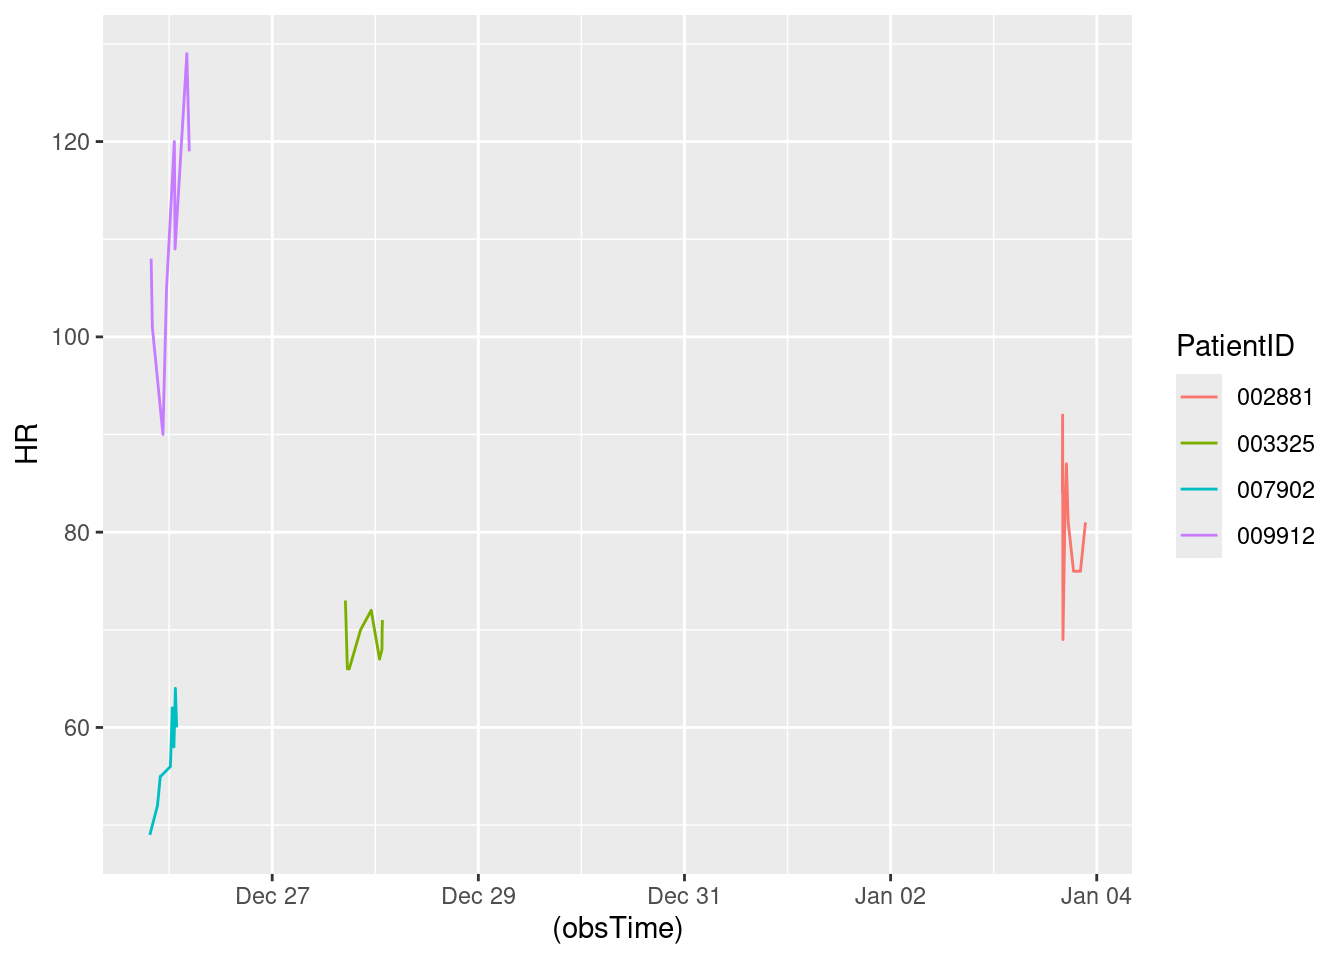 120
100
80
60
HR
Dec 27
Dec 29
Dec 31
Jan 02
Jan 04
(obsTime)
PatientID
002881
003325
007902
009912